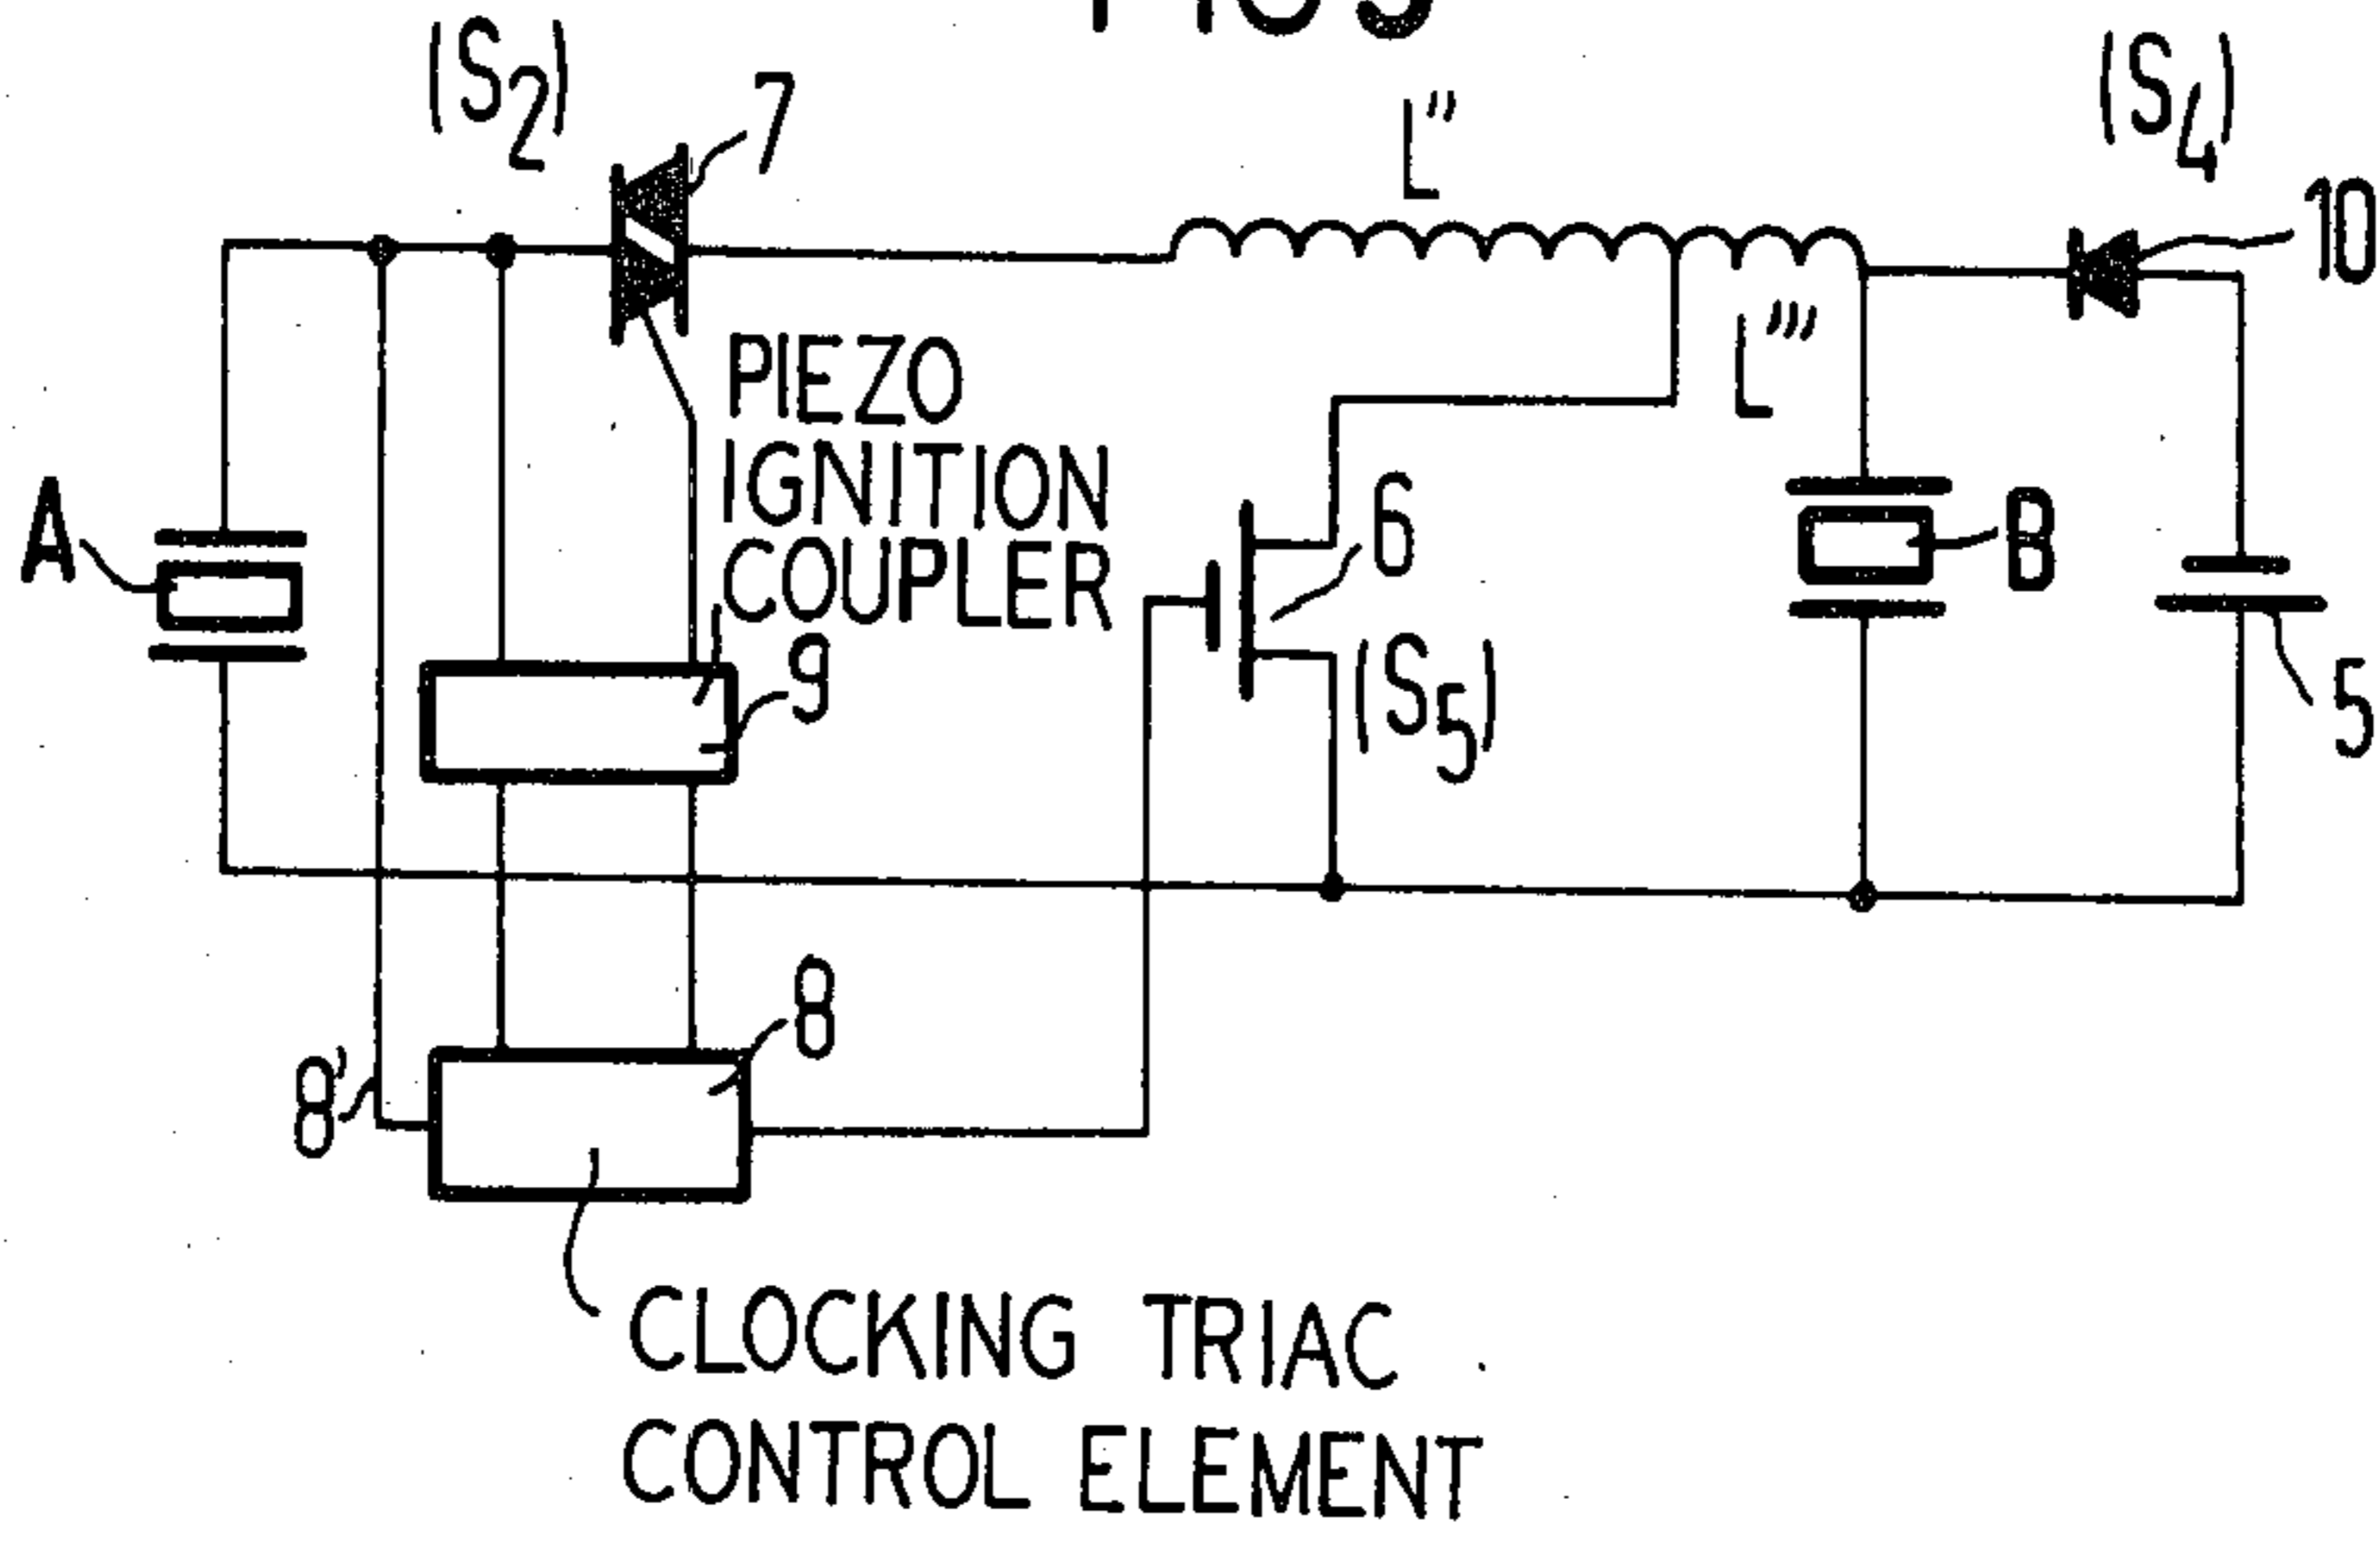 (S2)
7
L"
(S4)
10
L'''
PIEZO
IGNITION
COUPLER
A
6
B
9
(S5)
5
8
8'
CLOCKING TRIAC
CONTROL ELEMENT